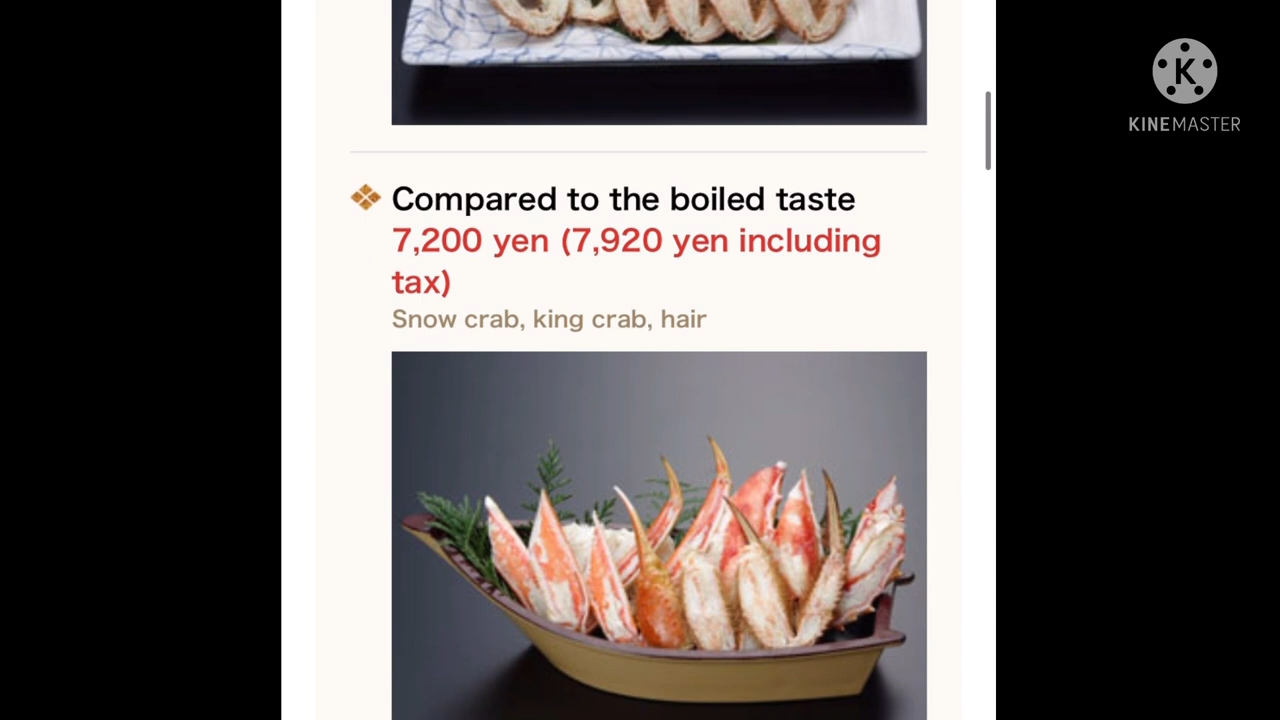 Compared to the boiled taste
7,200 yen (7,920 yen including
tax)
Snow crab, king crab, hair
K
KINEMASTER